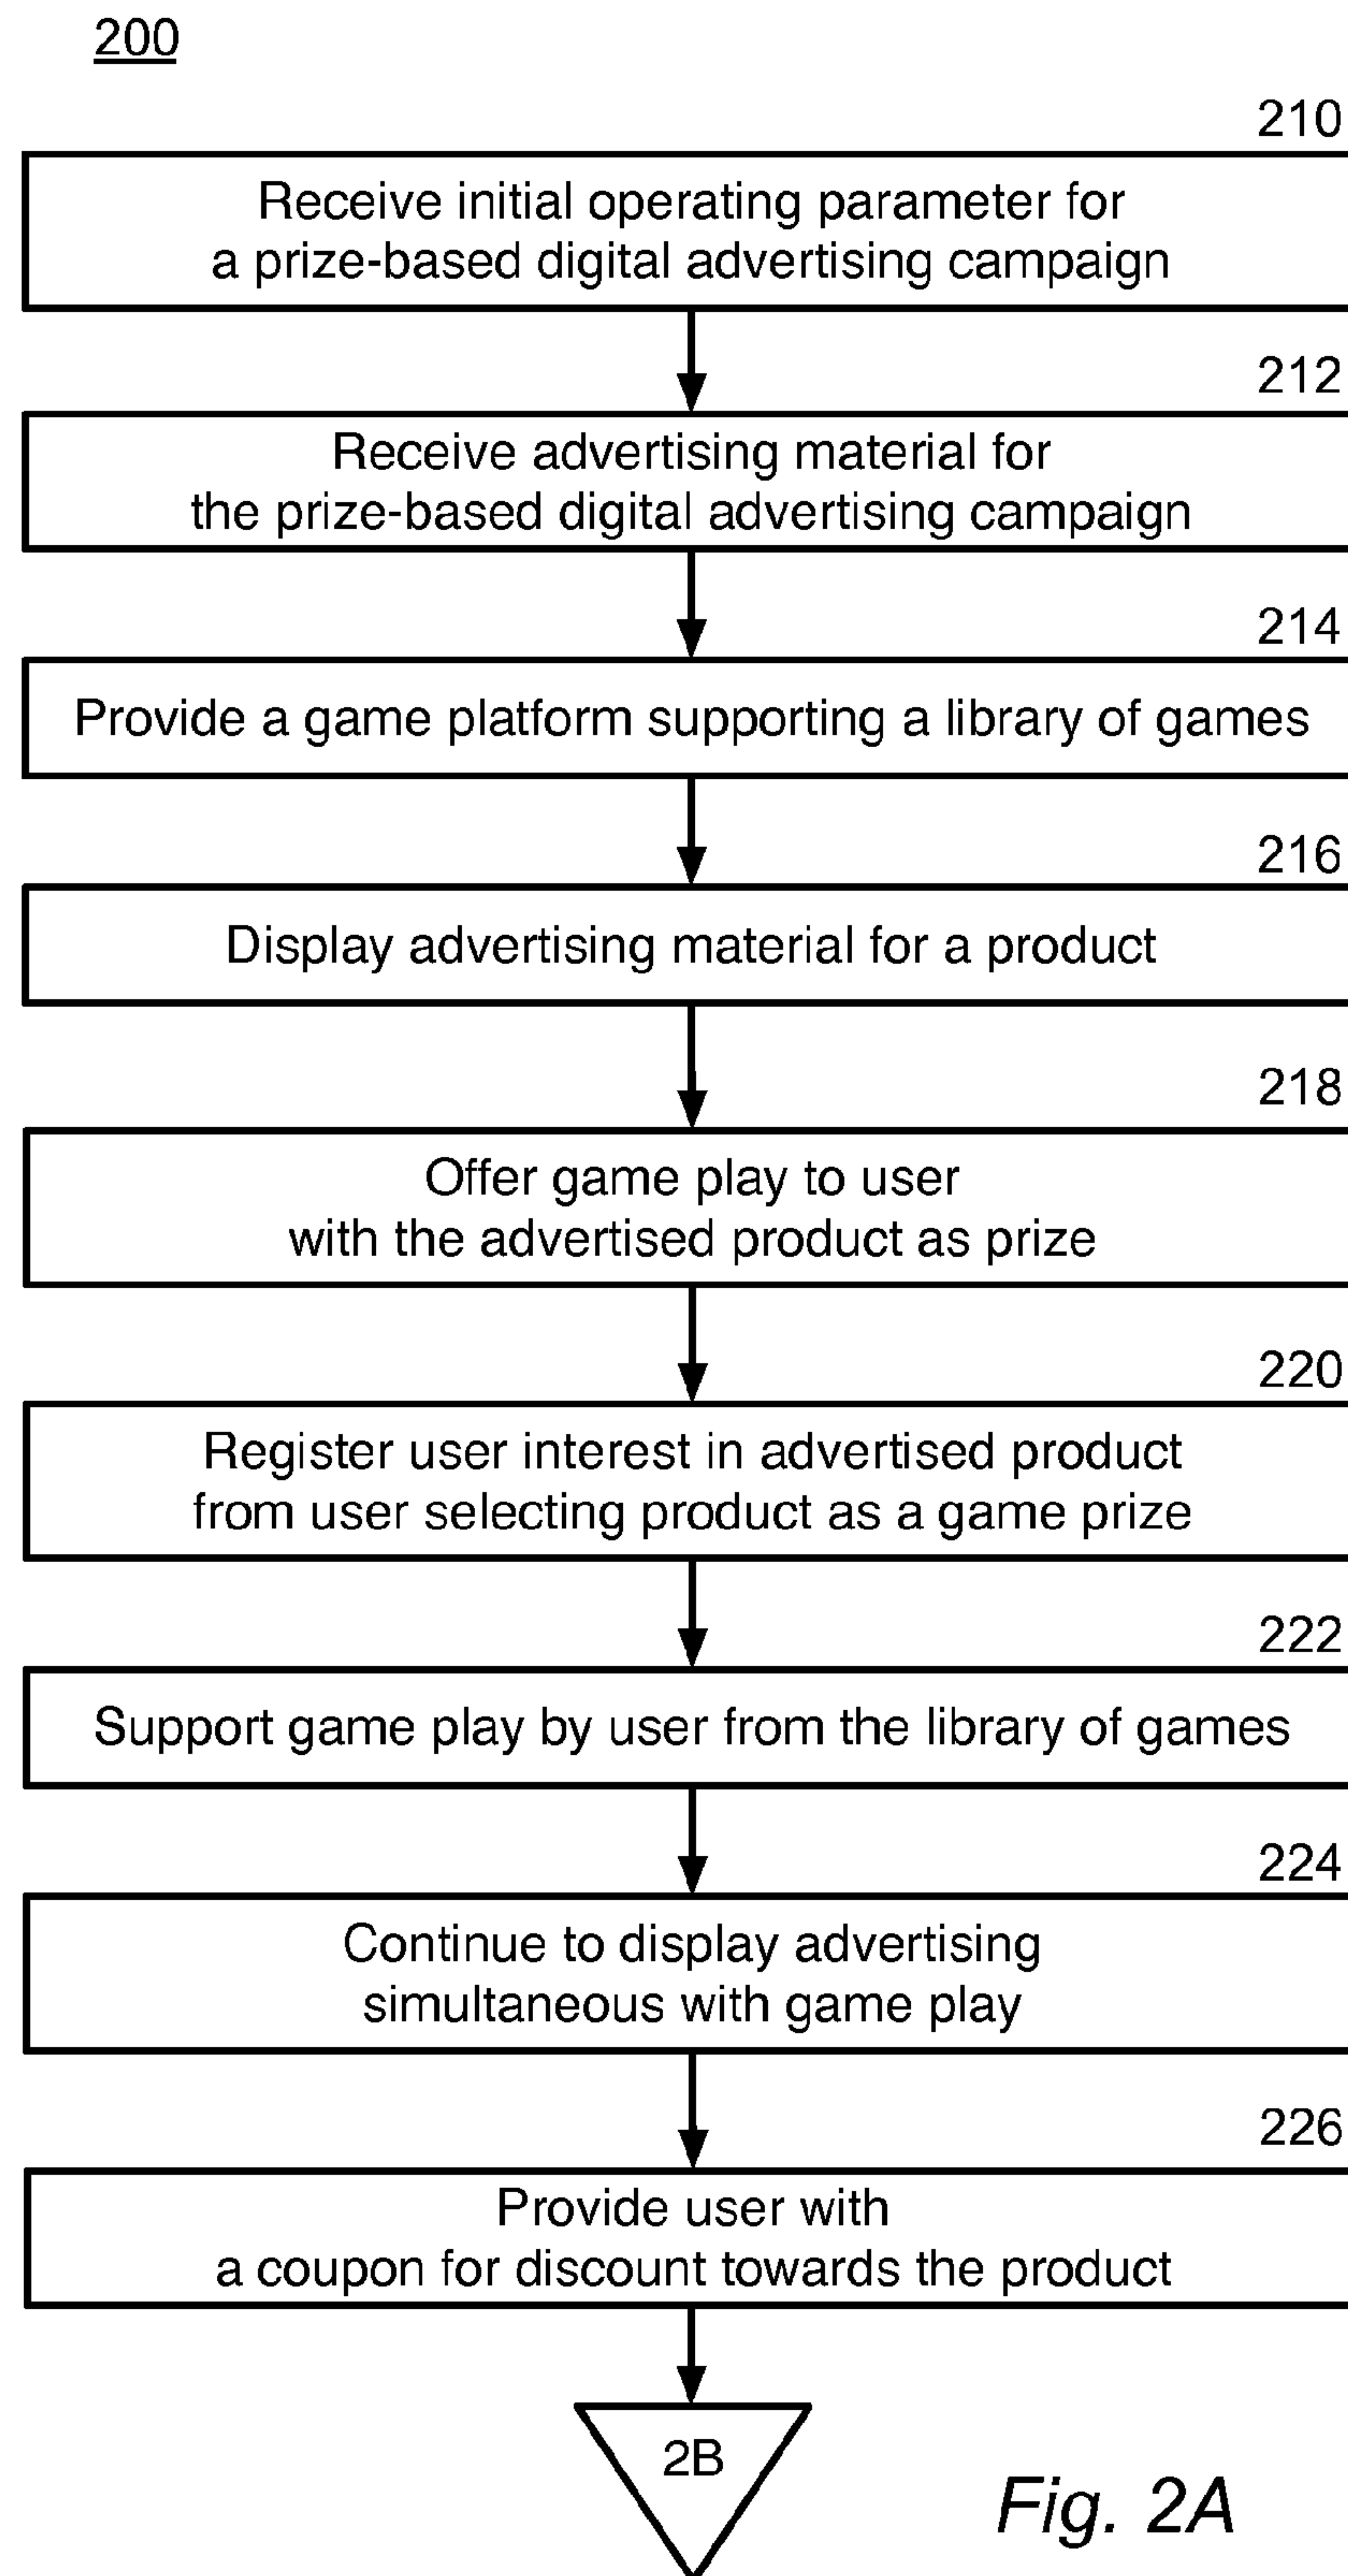 200
210
Receive initial operating parameter for
a prize-based digital advertising campaign
212
Receive advertising material for
the prize-based digital advertising campaign
214
Provide a game platform supporting a library of games
216
Display advertising material for a product
218
Offer game play to user
with the advertised product as prize
220
Register user interest in advertised product
from user selecting product as a game prize
222
Support game play by user from the library of games
224
Continue to display advertising
simultaneous with game play
226
Provide user with
a coupon for discount towards the product
2B
Fig. 2A